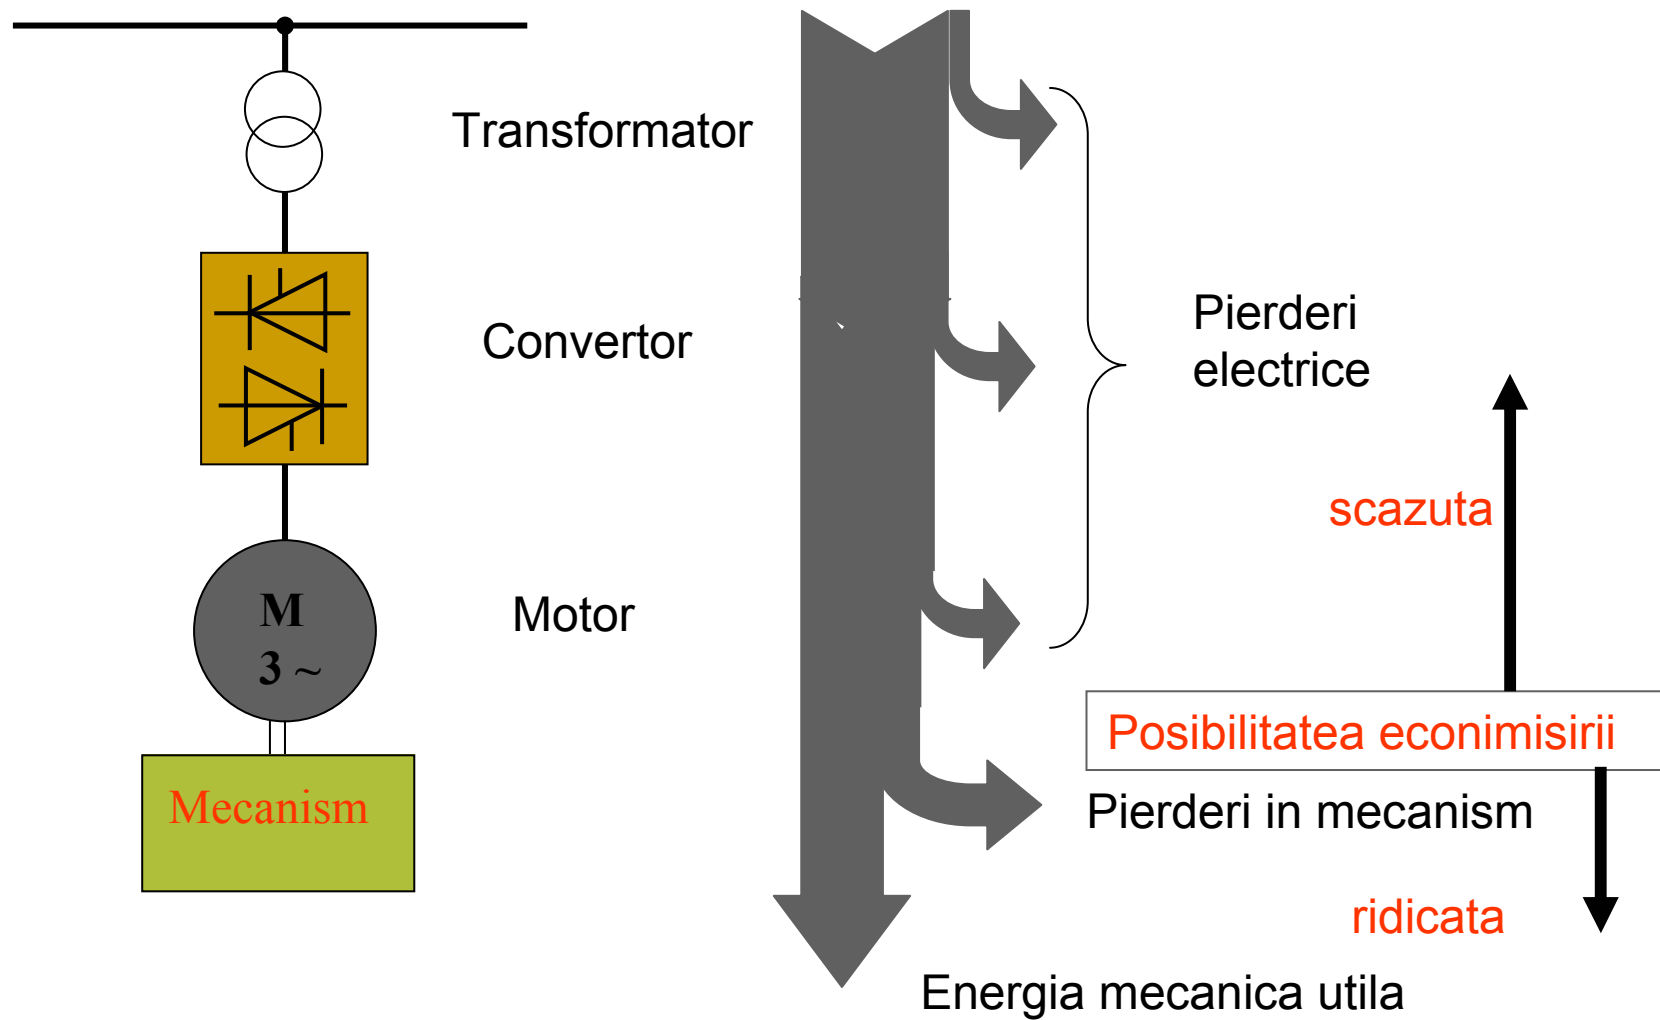 Transformator
Convertor
Pierderi
electrice
scazuta
M
3 ~
Motor
Posibilitatea econimisirii
Mecanism
Pierderi in mecanism
ridicata
Energia mecanica utila